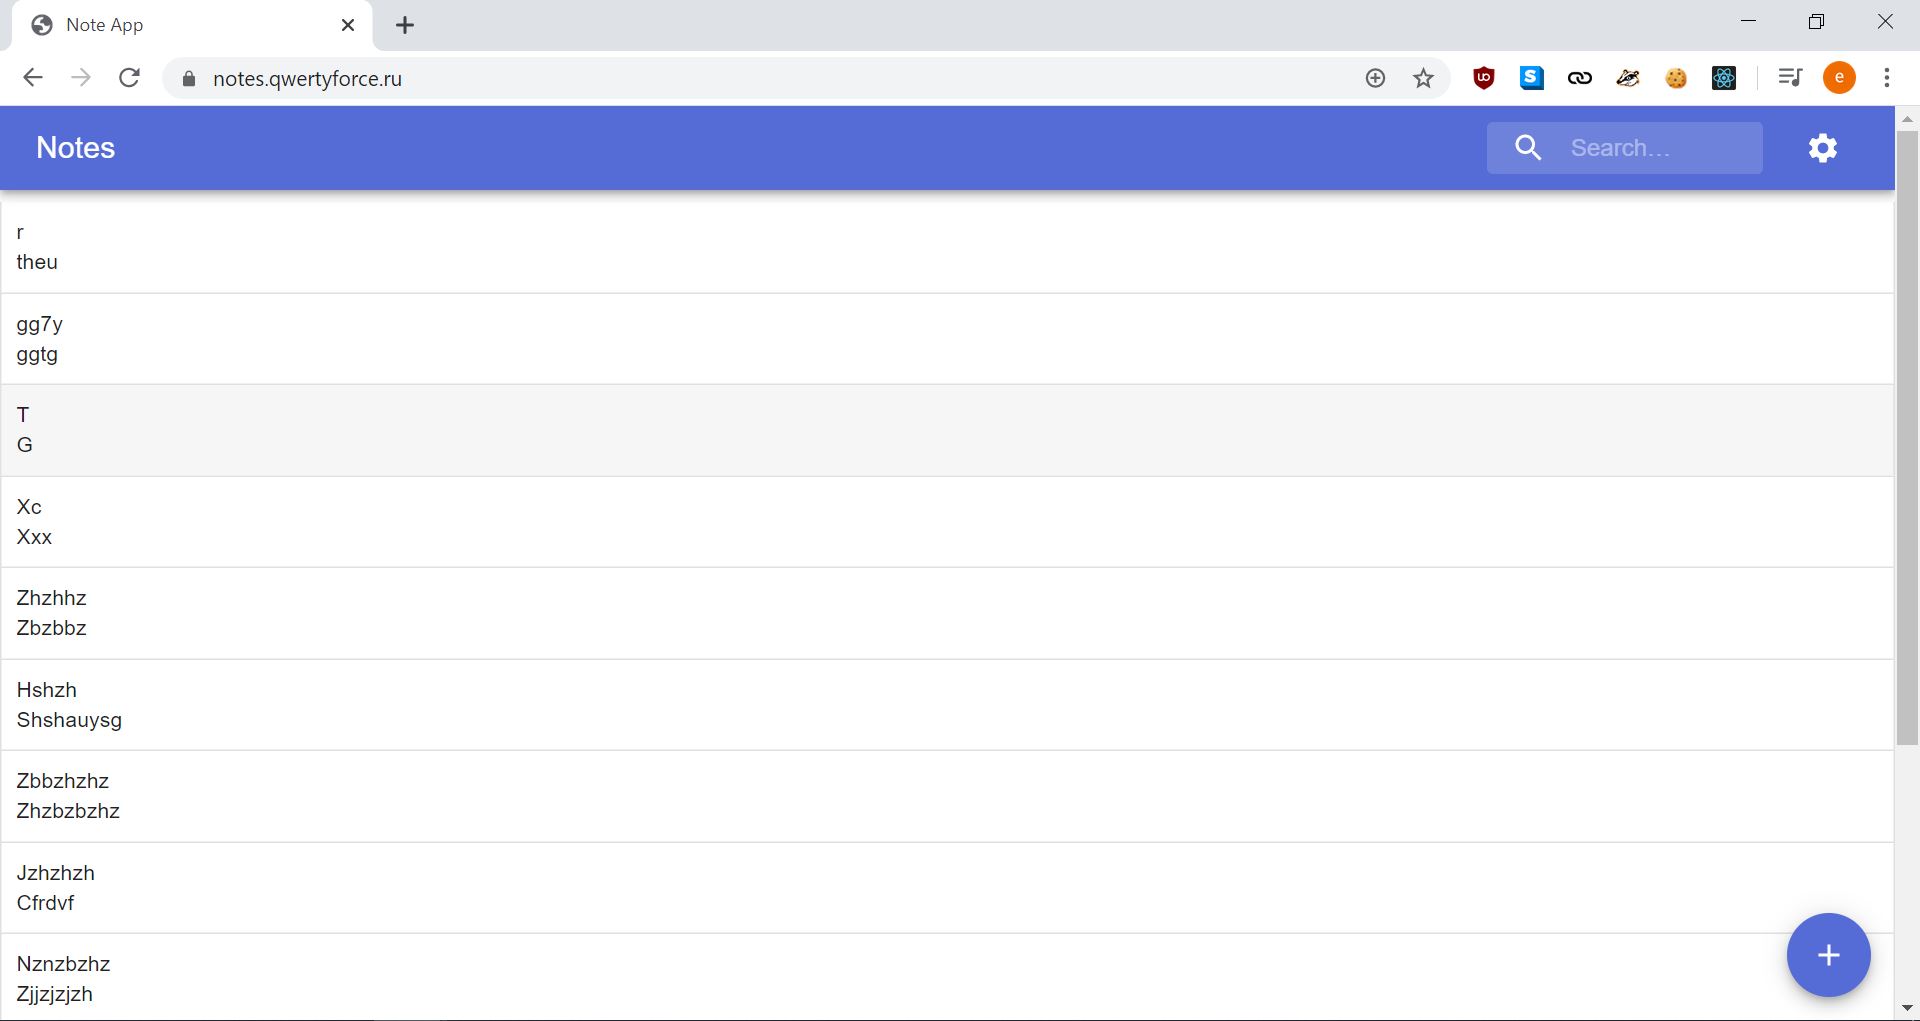 Note App
notes.qwertyforce.ru
e
Notes
Search...
r
theu
gg7y
ggtg
T
G
Xc
Xxx
Zhzhhz
Zbzbbz
Hshzh
Shshauysg
Zbbzhzhz
Zhzbzbzhz
Jzhzhzh
Cfrdvf
Nznzbzhz
Zjjzjzjzh